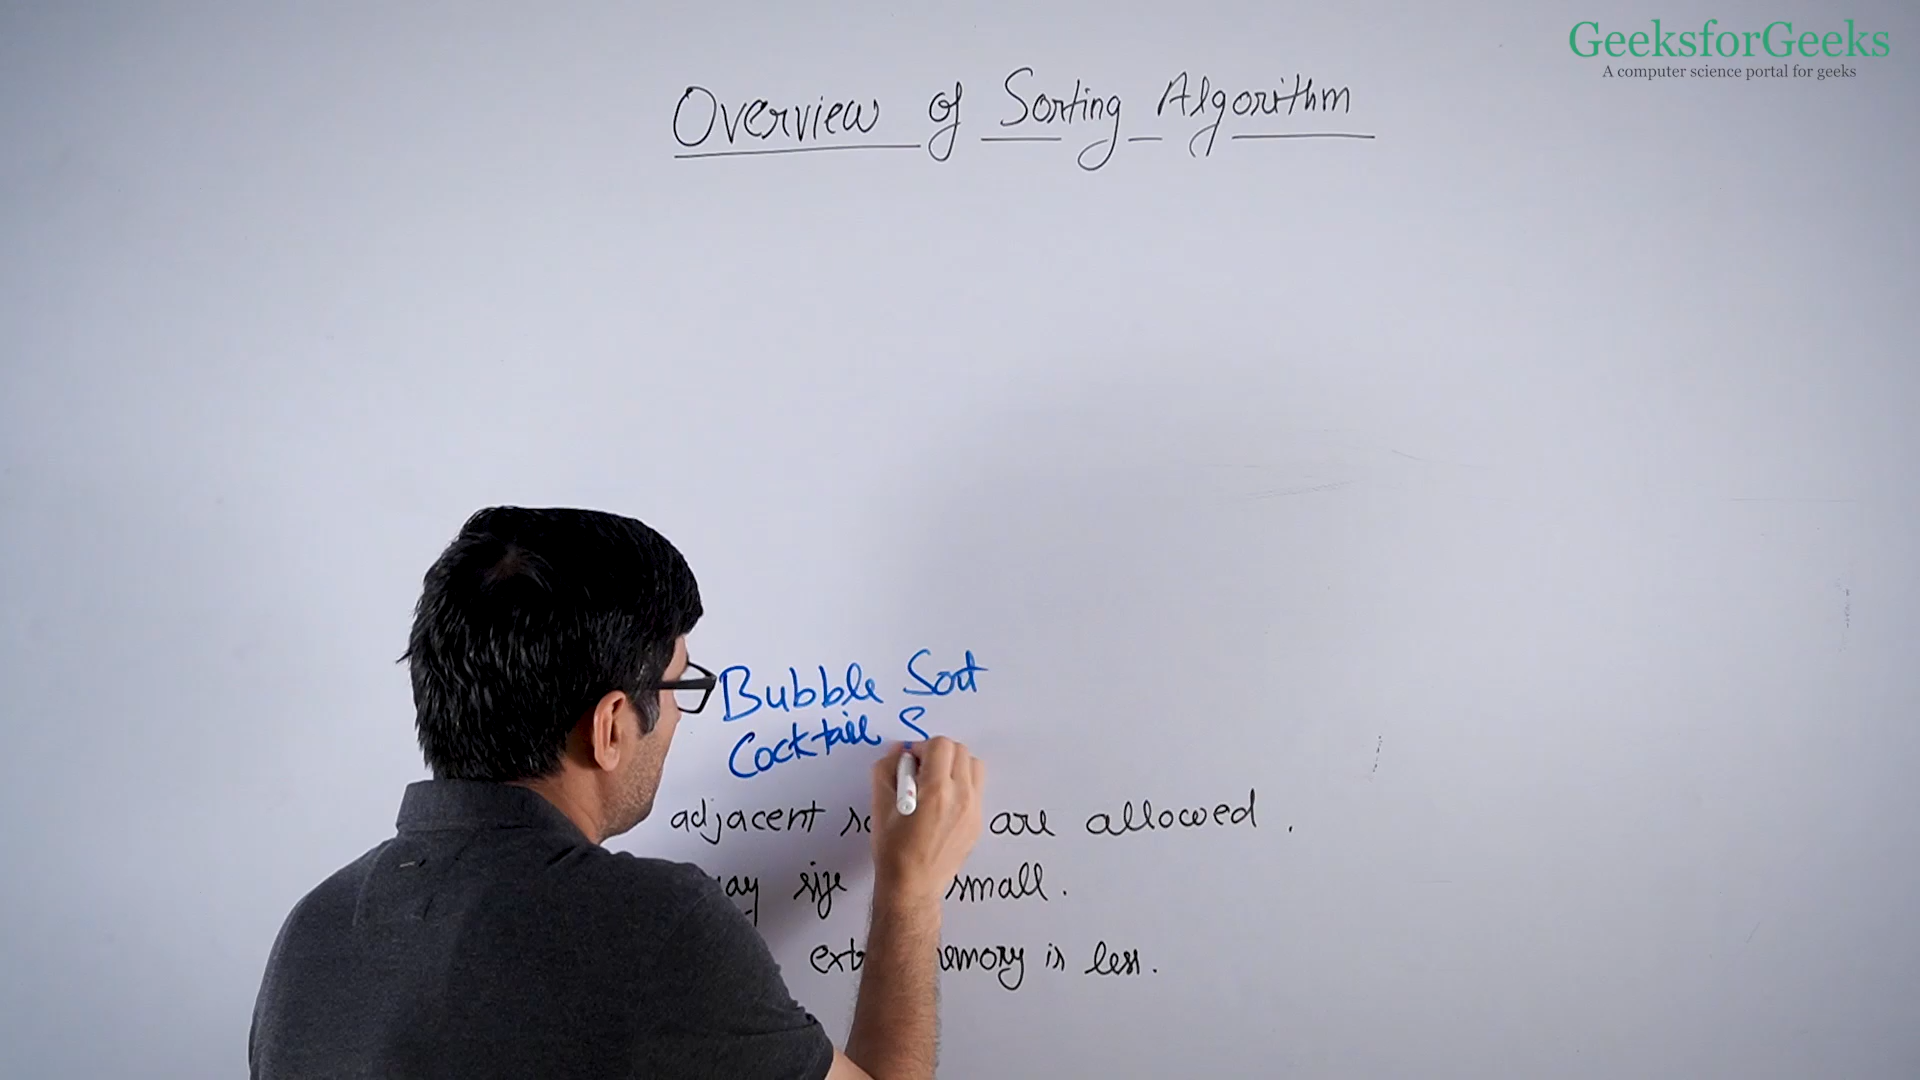 GeeksforGeeks
A computer science portal for geeks
Overview of Sorting Algorithm
Bubble Sort
Cocktail S
adjacent are allowed.
size small.
is less.